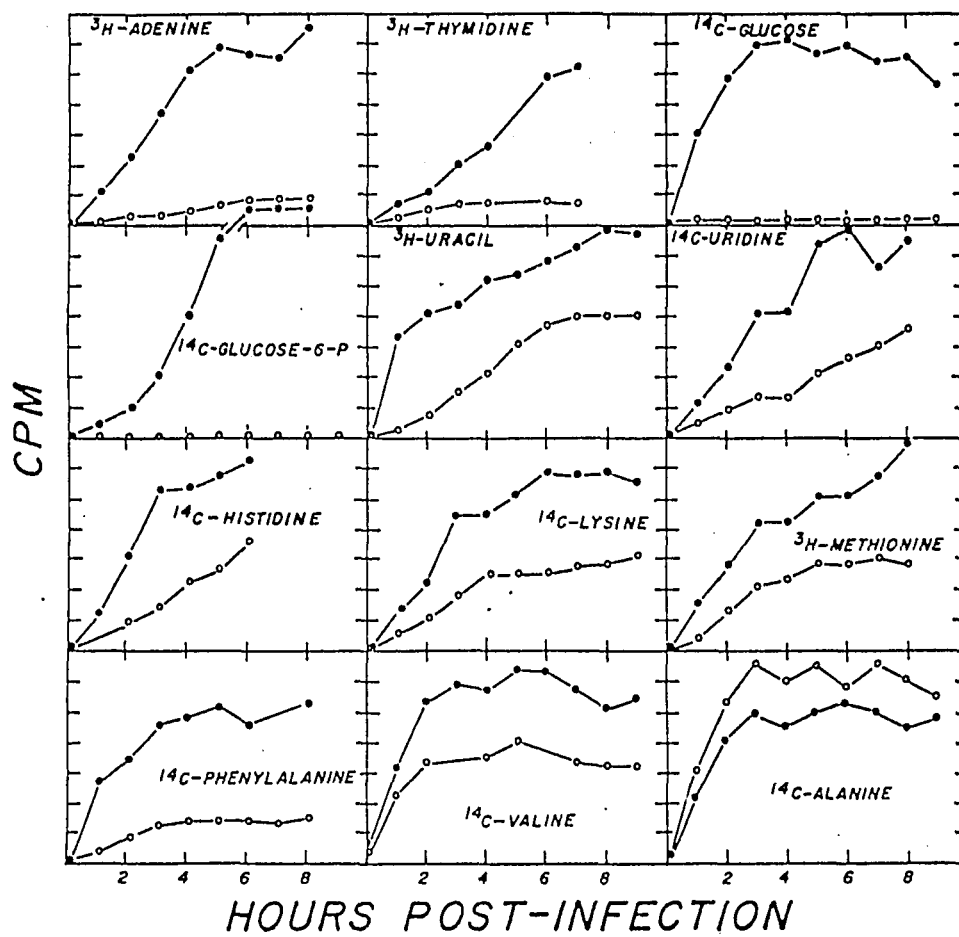 ³H-ADENINE
³H-THYMIDINE
¹⁴C-GLUCOSE
¹⁴C-GLUCOSE-6-P
³H-URACIL
¹⁴C-URIDINE
¹⁴C-HISTIDINE
¹⁴C-LYSINE
³H-METHIONINE
¹⁴C-PHENYLALANINE
¹⁴C-VALINE
¹⁴C-ALANINE
CPM
2 4 6 8 2 4 6 8 2 4 6 8
HOURS POST-INFECTION